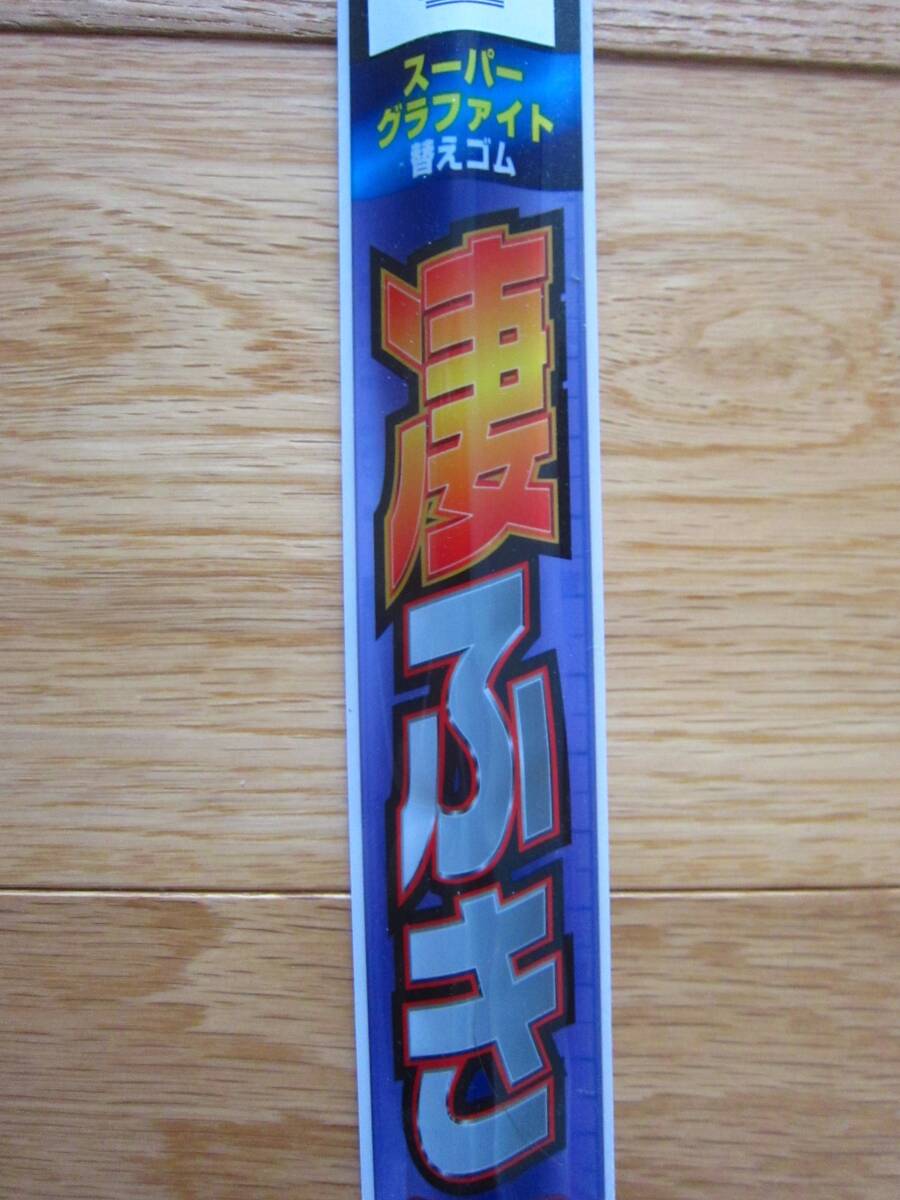 スーパー
グラファイト
替えゴム
凄ふき